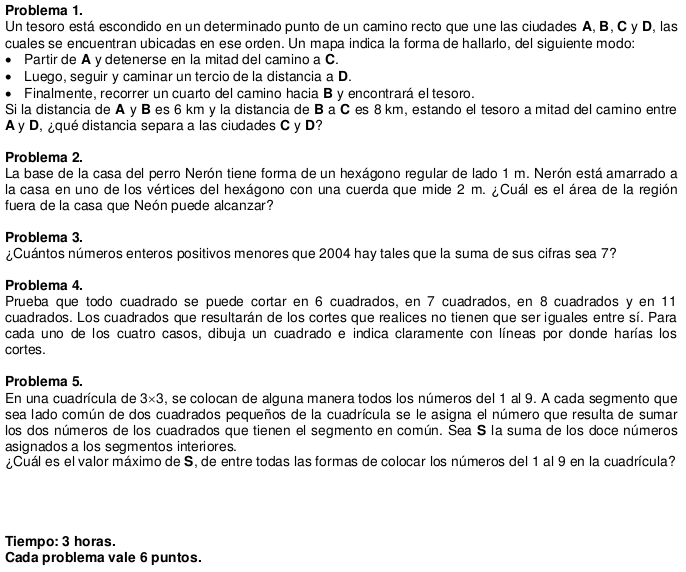 Problema 1.
Un tesoro está escondido en un determinado punto de un camino recto que une las ciudades A, B, C y D, las
cuales se encuentran ubicadas en ese orden. Un mapa indica la forma de hallarlo, del siguiente modo:
• Partir de A y detenerse en la mitad del camino a C.
• Luego, seguir y caminar un tercio de la distancia a D.
• Finalmente, recorrer un cuarto del camino hacia B y encontrará el tesoro.
Si la distancia de A y B es 6 km y la distancia de B a C es 8 km, estando el tesoro a mitad del camino entre
A y D, ¿qué distancia separa a las ciudades C y D?
Problema 2.
La base de la casa del perro Nerón tiene forma de un hexágono regular de lado 1 m. Nerón está amarrado a
la casa en uno de los vértices del hexágono con una cuerda que mide 2 m. ¿Cuál es el área de la región
fuera de la casa que Neón puede alcanzar?
Problema 3.
¿Cuántos números enteros positivos menores que 2004 hay tales que la suma de sus cifras sea 7?
Problema 4.
Prueba que todo cuadrado se puede cortar en 6 cuadrados, en 7 cuadrados, en 8 cuadrados y en 11
cuadrados. Los cuadrados que resultarán de los cortes que realices no tienen que ser iguales entre sí. Para
cada uno de los cuatro casos, dibuja un cuadrado e indica claramente con líneas por donde harías los
cortes.
Problema 5.
En una cuadrícula de 3×3, se colocan de alguna manera todos los números del 1 al 9. A cada segmento que
sea lado común de dos cuadrados pequeños de la cuadrícula se le asigna el número que resulta de sumar
los dos números de los cuadrados que tienen el segmento en común. Sea S la suma de los doce números
asignados a los segmentos interiores.
¿Cuál es el valor máximo de S, de entre todas las formas de colocar los números del 1 al 9 en la cuadrícula?
Tiempo: 3 horas.
Cada problema vale 6 puntos.